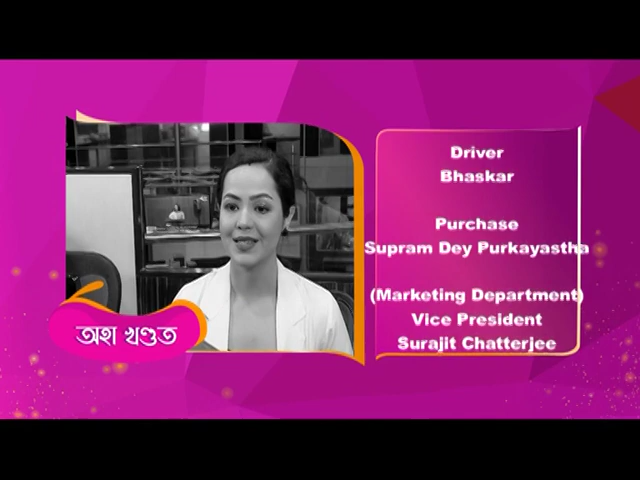 অহা খণ্ডত
Driver
Bhaskar
Purchase
Supram Dey Purkayastha
(Marketing Department)
Vice President
Surajit Chatterjee